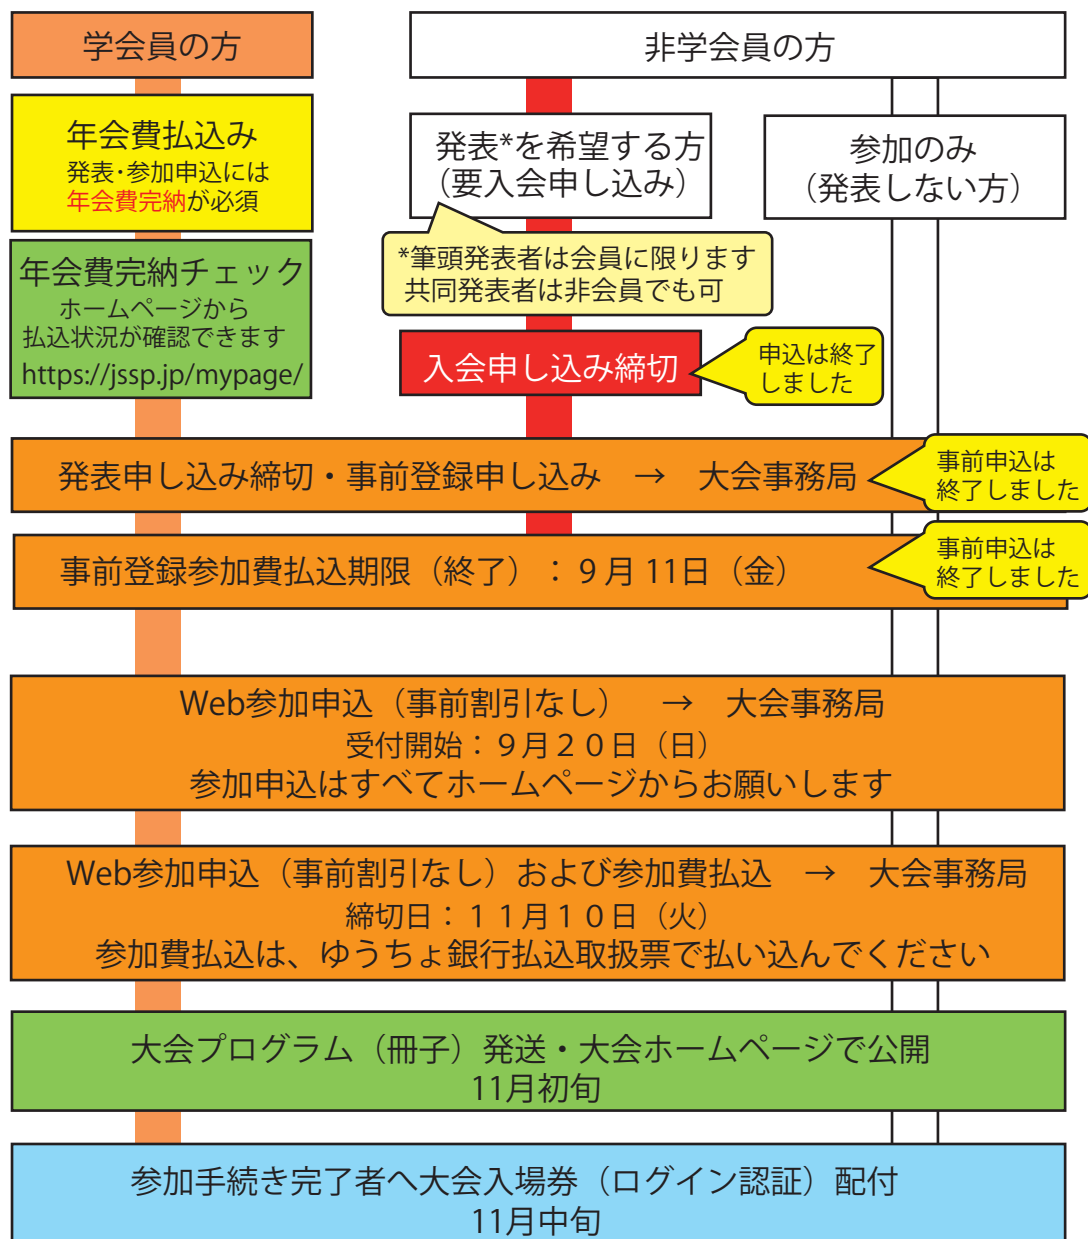 学会員の方
非学会員の方
年会費払込み
発表・参加申込には
年会費完納が必須
発表*を希望する方
（要入会申し込み）
参加のみ
（発表しない方）
年会費完納チェック
ホームページから
払込状況が確認できます
https://jssp.jp/mypage/
*筆頭発表者は会員に限ります
共同発表者は非会員でも可
入会申し込み締切
申込は終了
しました
発表申し込み締切・事前登録申し込み　→　大会事務局
事前申込は
終了しました
事前登録参加費払込期限（終了）：９月 11日（金）
事前申込は
終了しました
Web参加申込（事前割引なし）　→　大会事務局
受付開始：９月２０日（日）
参加申込はすべてホームページからお願いします
Web参加申込（事前割引なし）および参加費払込　→　大会事務局
締切日：１１月１０日（火）
参加費払込は、ゆうちょ銀行払込取扱票で払い込んでください
大会プログラム（冊子）発送・大会ホームページで公開
11月初旬
参加手続き完了者へ大会入場券（ログイン認証）配付
11月中旬